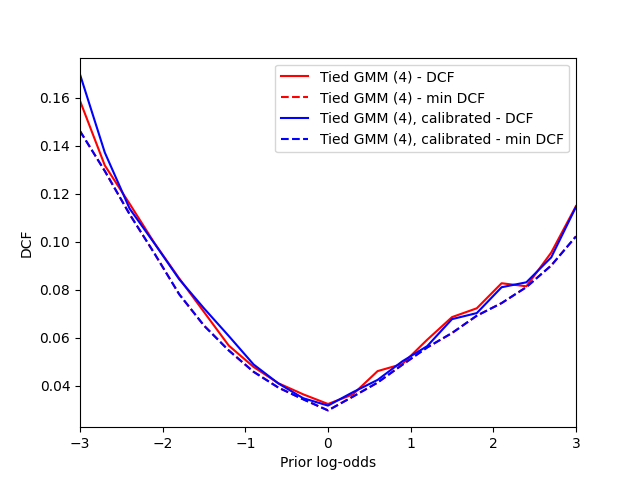 Tied GMM (4) - DCF
Tied GMM (4) - min DCF
Tied GMM (4), calibrated - DCF
Tied GMM (4), calibrated - min DCF
DCF
0.16
0.14
0.12
0.10
0.08
0.06
0.04
−3 −2 −1 0 1 2 3
Prior log-odds